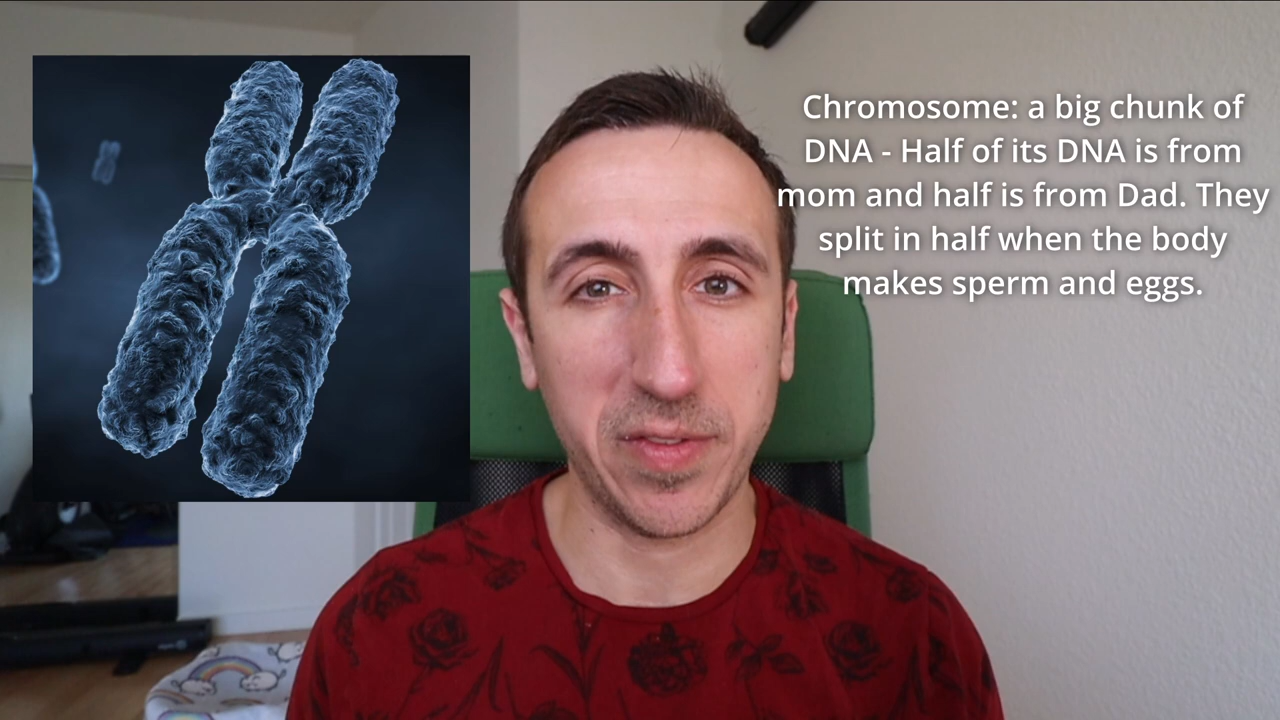 Chromosome: a big chunk of
DNA - Half of its DNA is from
mom and half is from Dad. They
split in half when the body
makes sperm and eggs.